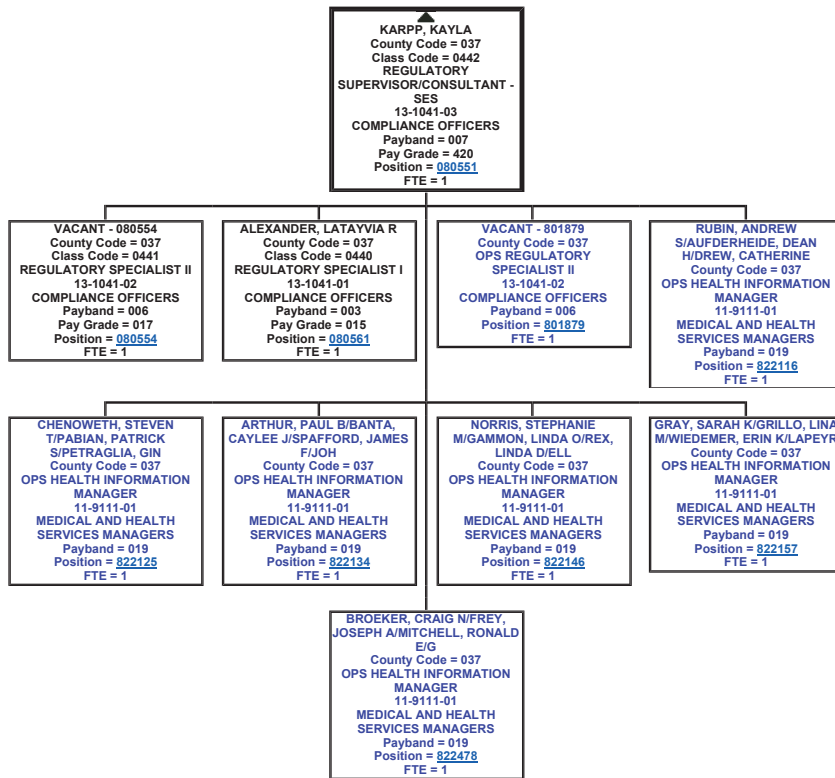 KARPP, KAYLA
County Code = 037
Class Code = 0442
REGULATORY
SUPERVISOR/CONSULTANT -
SES
13-1041-03
COMPLIANCE OFFICERS
Payband = 007
Pay Grade = 420
Position = 080551
FTE = 1
VACANT - 080554
County Code = 037
Class Code = 0441
REGULATORY SPECIALIST II
13-1041-02
COMPLIANCE OFFICERS
Payband = 006
Pay Grade = 017
Position = 080554
FTE = 1
ALEXANDER, LATAYVIA R
County Code = 037
Class Code = 0440
REGULATORY SPECIALIST I
13-1041-01
COMPLIANCE OFFICERS
Payband = 003
Pay Grade = 015
Position = 080561
FTE = 1
VACANT - 801879
County Code = 037
OPS REGULATORY
SPECIALIST II
13-1041-02
COMPLIANCE OFFICERS
Payband = 006
Position = 801879
FTE = 1
RUBIN, ANDREW
S/AUFDERHEIDE, DEAN
H/DREW, CATHERINE
County Code = 037
OPS HEALTH INFORMATION
MANAGER
11-9111-01
MEDICAL AND HEALTH
SERVICES MANAGERS
Payband = 019
Position = 822116
FTE = 1
CHENOWETH, STEVEN
T/PABIAN, PATRICK
S/PETRAGLIA, GIN
County Code = 037
OPS HEALTH INFORMATION
MANAGER
11-9111-01
MEDICAL AND HEALTH
SERVICES MANAGERS
Payband = 019
Position = 822125
FTE = 1
ARTHUR, PAUL B/BANTA,
CAYLEE J/SPAFFORD, JAMES
F/JOH
County Code = 037
OPS HEALTH INFORMATION
MANAGER
11-9111-01
MEDICAL AND HEALTH
SERVICES MANAGERS
Payband = 019
Position = 822134
FTE = 1
NORRIS, STEPHANIE
M/GAMMON, LINDA O/REX,
LINDA D/ELL
County Code = 037
OPS HEALTH INFORMATION
MANAGER
11-9111-01
MEDICAL AND HEALTH
SERVICES MANAGERS
Payband = 019
Position = 822146
FTE = 1
GRAY, SARAH K/GRILLO, LINA
M/WIEDEMER, ERIN K/LAPEYR
County Code = 037
OPS HEALTH INFORMATION
MANAGER
11-9111-01
MEDICAL AND HEALTH
SERVICES MANAGERS
Payband = 019
Position = 822157
FTE = 1
BROEKER, CRAIG N/FREY,
JOSEPH A/MITCHELL, RONALD
E/G
County Code = 037
OPS HEALTH INFORMATION
MANAGER
11-9111-01
MEDICAL AND HEALTH
SERVICES MANAGERS
Payband = 019
Position = 822478
FTE = 1